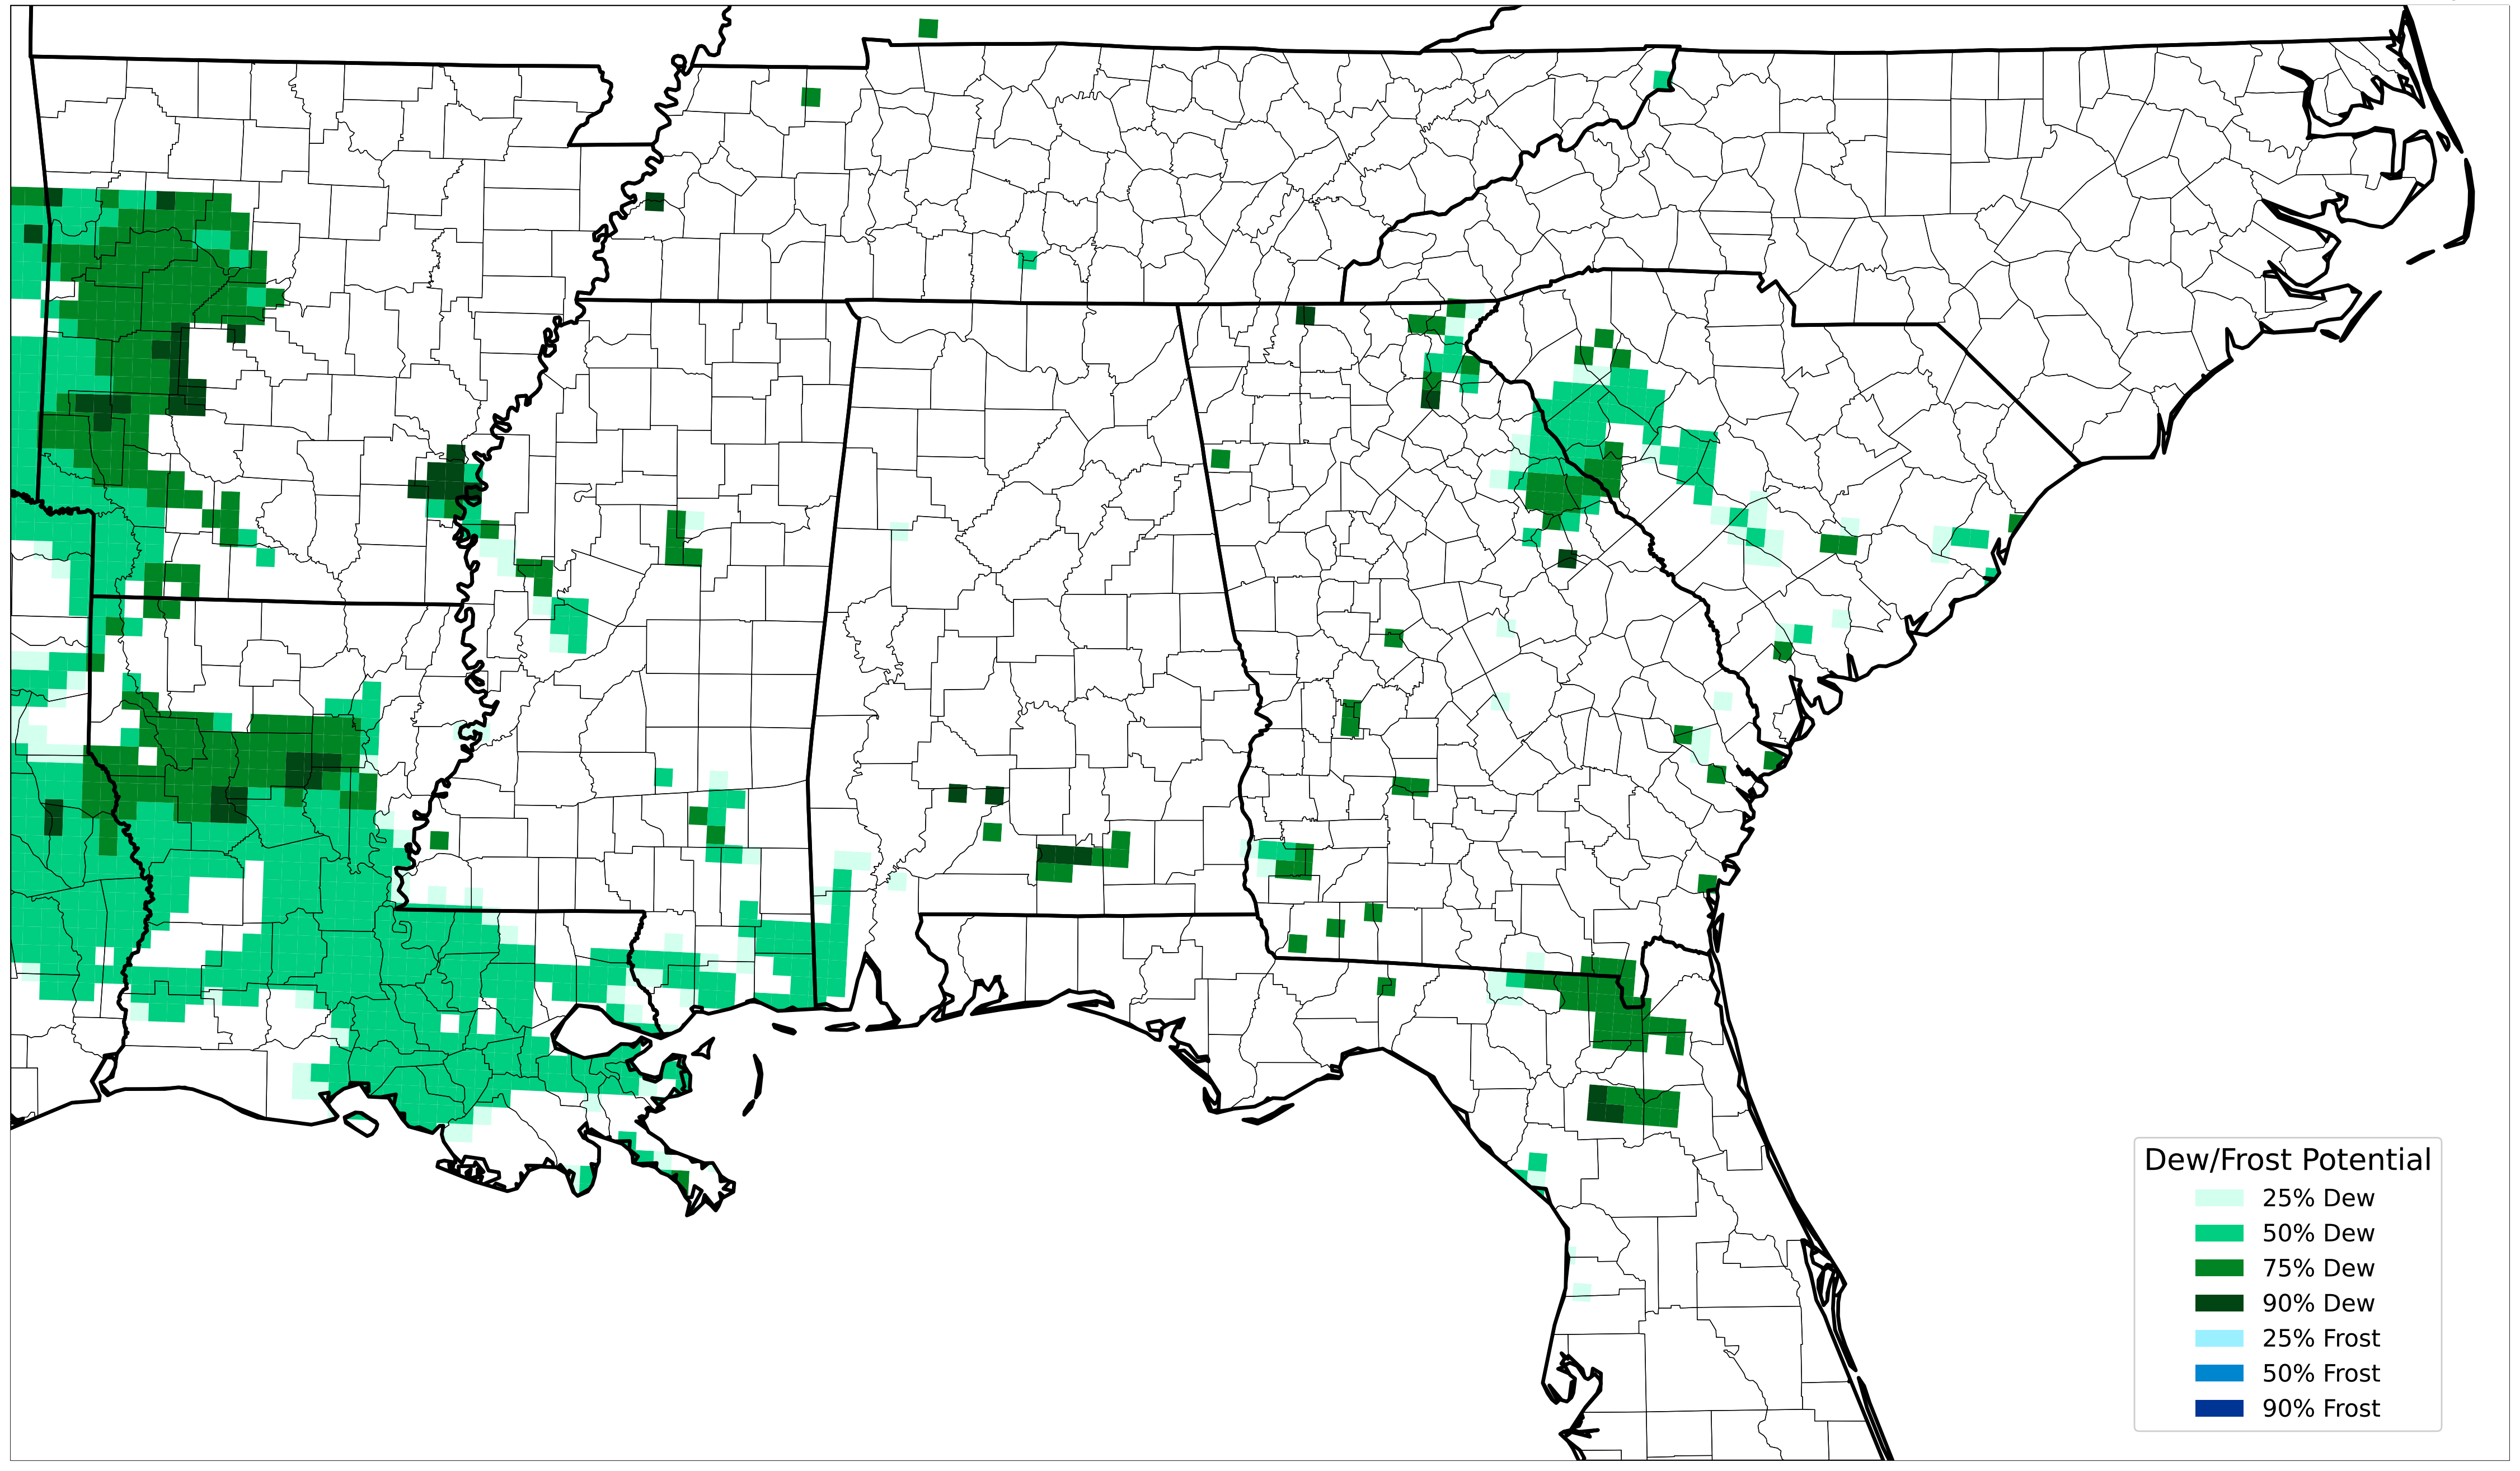 Dew/Frost Potential
25% Dew
50% Dew
75% Dew
90% Dew
25% Frost
50% Frost
90% Frost